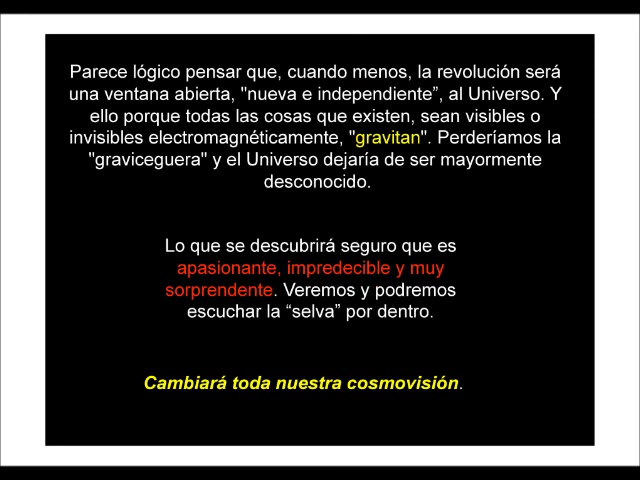 Parece lógico pensar que, cuando menos, la revolución será
una ventana abierta, "nueva e independiente”, al Universo. Y
ello porque todas las cosas que existen, sean visibles o
invisibles electromagnéticamente, "gravitan". Perderíamos la
"graviceguera" y el Universo dejaría de ser mayormente
desconocido.
Lo que se descubrirá seguro que es
apasionante, impredecible y muy
sorprendente. Veremos y podremos
escuchar la “selva” por dentro.
Cambiará toda nuestra cosmovisión.